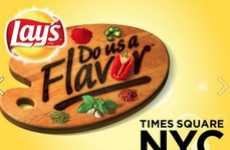 Lay's
Do us a
Flavor
TIMES SQUARE
NYC